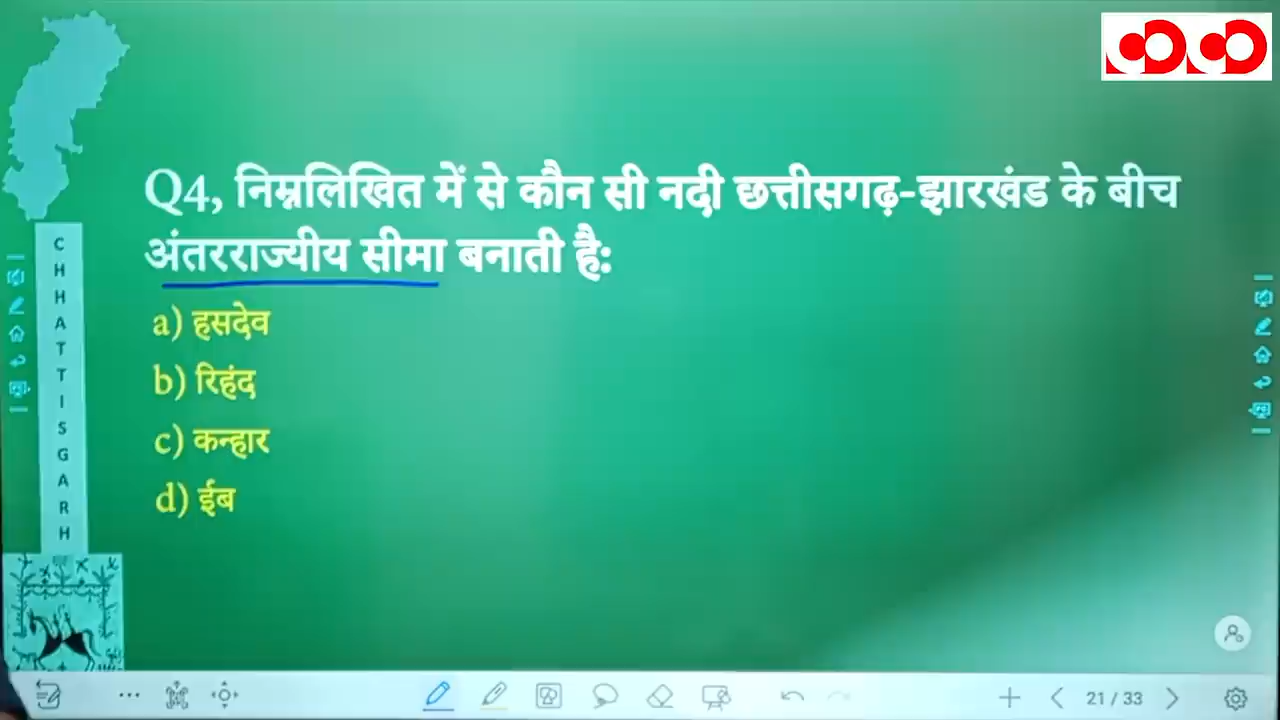 Q4, निम्नलिखित में से कौन सी नदी छत्तीसगढ़-झारखंड के बीच
अंतरराज्यीय सीमा बनाती है:
a) हसदेव
b) रिहंद
c) कन्हार
d) ईब
CHHATTISGARH
21 / 33